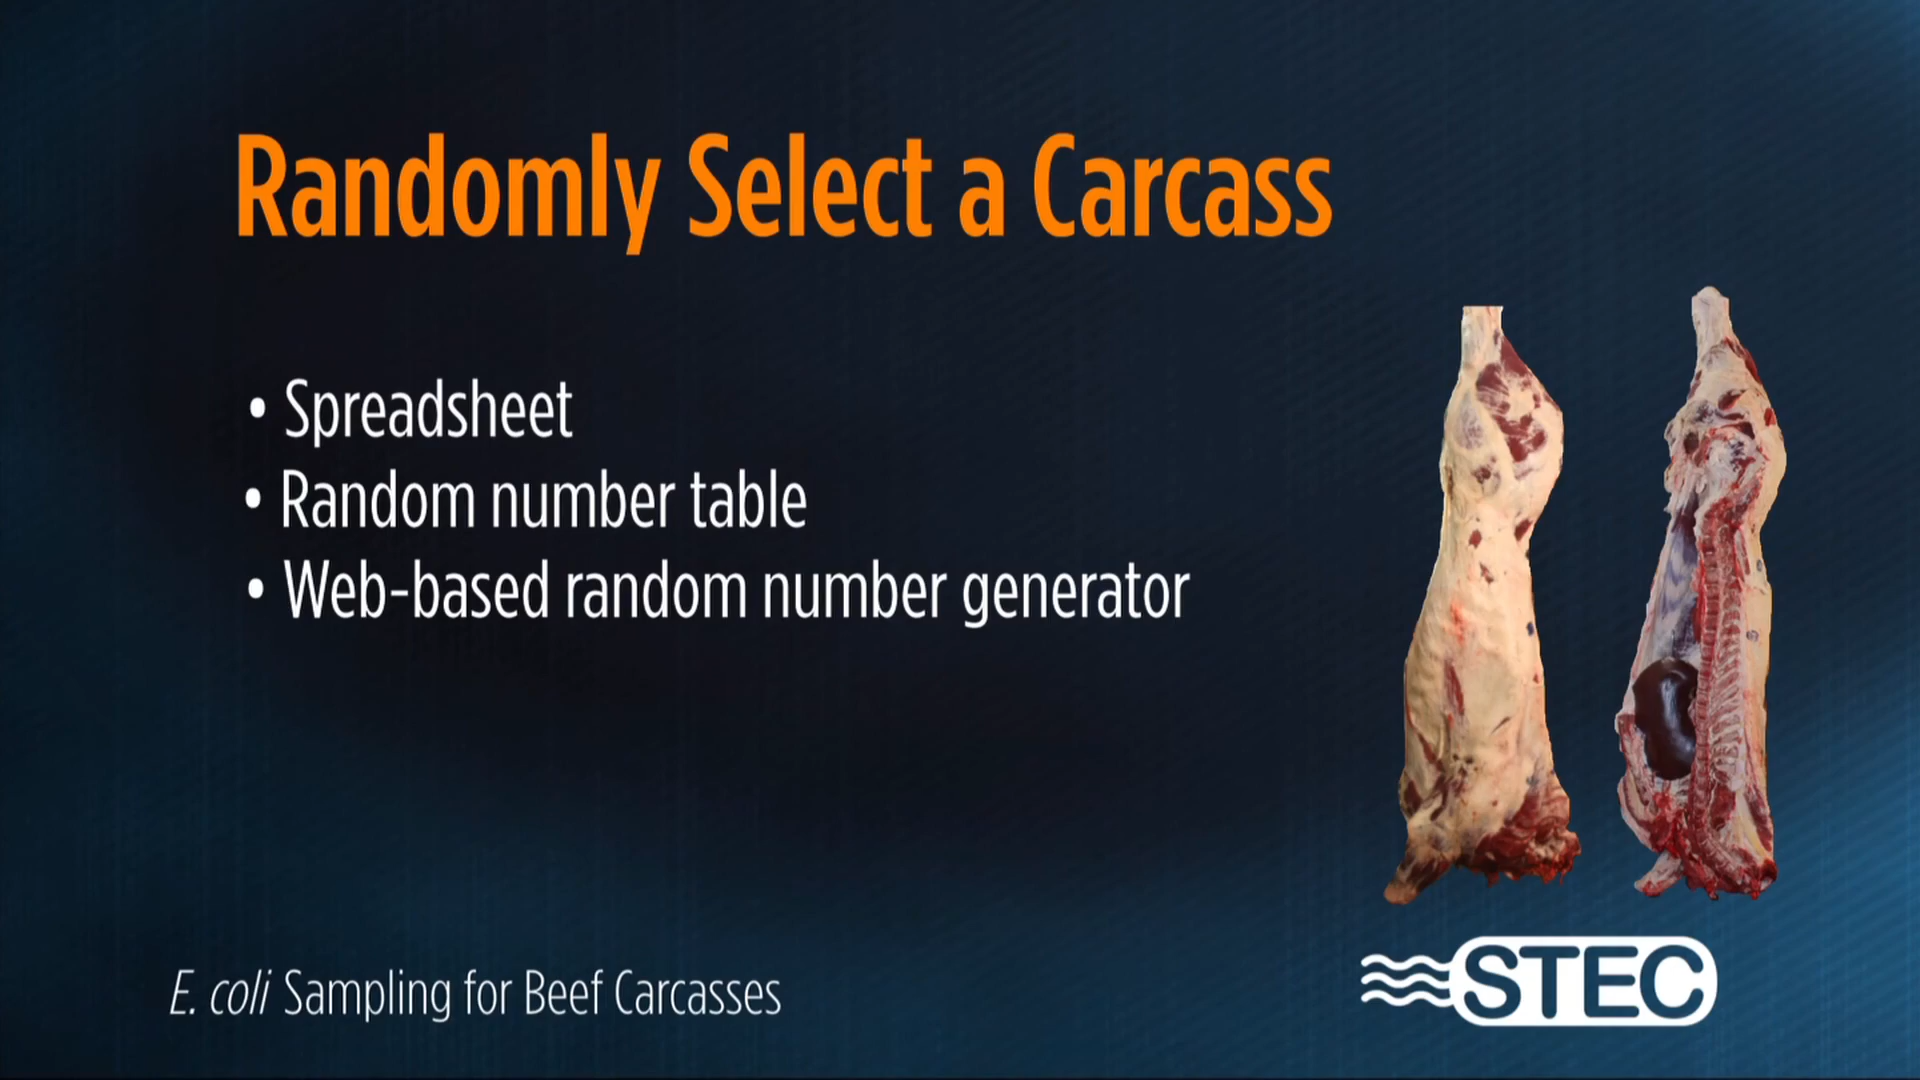 Randomly Select a Carcass
• Spreadsheet
• Random number table
• Web-based random number generator
E. coli Sampling for Beef Carcasses
STEC